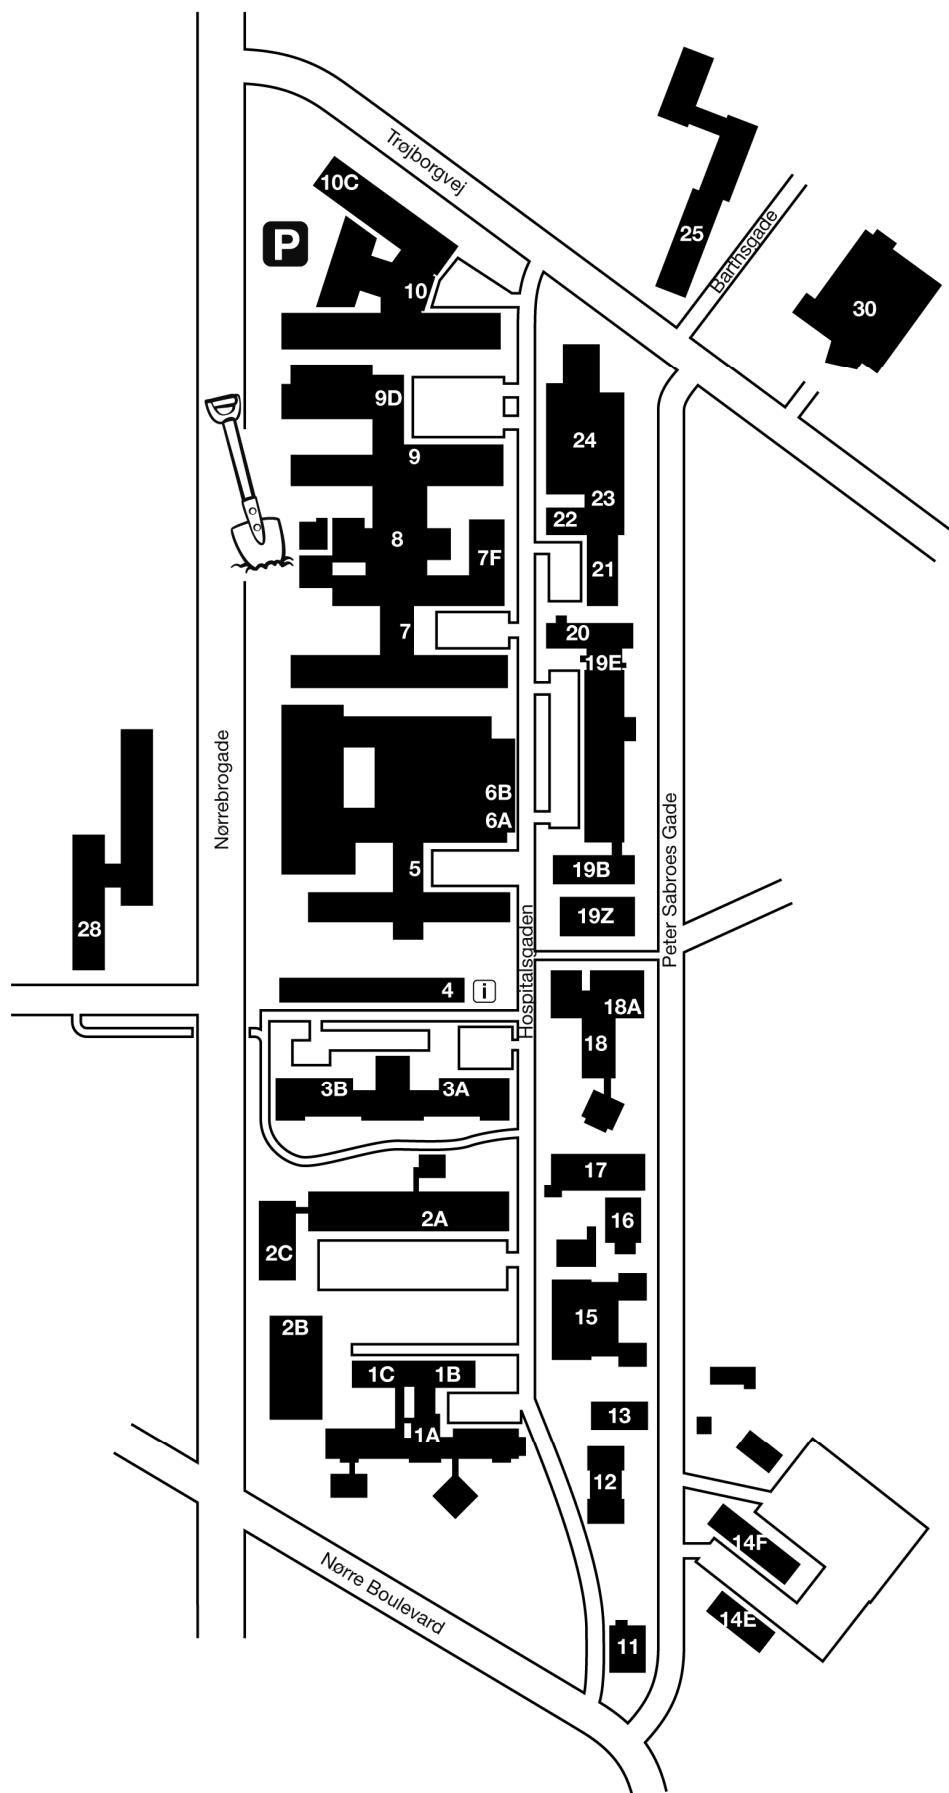 Trøjborgvej
10C
P
25
Barthsgade
10
30
9D
24
9
23
22
8
7F
21
7
20
19E
Nørrebrogade
6B
6A
Peter Sabroes Gade
5
19B
19Z
28
Hospitalsgaden
4
i
18A
18
3B
3A
17
2A
16
2C
15
2B
1C
1B
13
1A
12
14F
Nørre Boulevard
14E
11